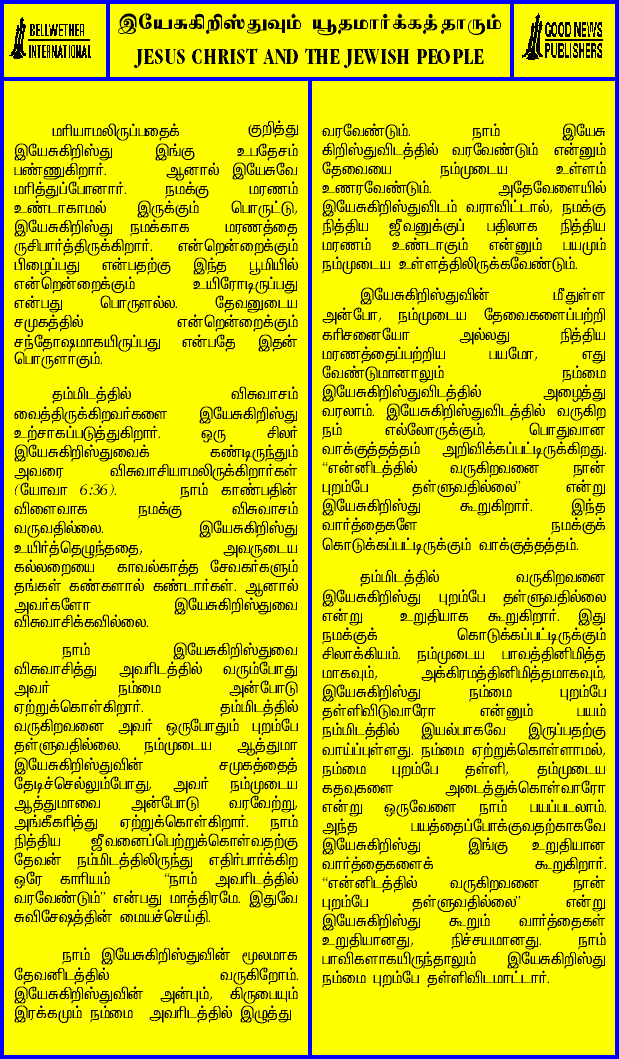 BELLWETHER
INTERNATIONAL
இயேசுகிறிஸ்துவும் யூதமார்க்கத்தாரும்
JESUS CHRIST AND THE JEWISH PEOPLE
GOOD NEWS
PUBLISHERS
மரியாமலிருப்பதைக் குறித்து
இயேசுகிறிஸ்து இங்கு உபதேசம்
பண்ணுகிறார். ஆனால் இயேசுவே
மரித்துப்போனார். நமக்கு மரணம்
உண்டாகாமல் இருக்கும் பொருட்டு,
இயேசுகிறிஸ்து நமக்காக மரணத்தை
ருசிபார்த்திருக்கிறார். என்றென்றைக்கும்
பிழைப்பது என்பதற்கு இந்த பூமியில்
என்றென்றைக்கும் உயிரோடிருப்பது
என்பது பொருளல்ல. தேவனுடைய
சமுகத்தில் என்றென்றைக்கும்
சந்தோஷமாகயிருப்பது என்பதே இதன்
பொருளாகும்.
தம்மிடத்தில் விசுவாசம்
வைத்திருக்கிறவர்களை இயேசுகிறிஸ்து
உற்சாகப்படுத்துகிறார். ஒரு சிலர்
இயேசுகிறிஸ்துவைக் கண்டிருந்தும்
அவரை விசுவாசியாமலிருக்கிறார்கள்
(யோவா 6:36). நாம் காண்பதின்
விளைவாக நமக்கு விசுவாசம்
வருவதில்லை. இயேசுகிறிஸ்து
உயிர்த்தெழுந்ததை, அவருடைய
கல்லறையை காவல்காத்த சேவகர்களும்
தங்கள் கண்களால் கண்டார்கள். ஆனால்
அவர்களோ இயேசுகிறிஸ்துவை
விசுவாசிக்கவில்லை.
நாம் இயேசுகிறிஸ்துவை
விசுவாசித்து அவரிடத்தில் வரும்போது
அவர் நம்மை அன்போடு
ஏற்றுக்கொள்கிறார். தம்மிடத்தில்
வருகிறவனை அவர் ஒருபோதும் புறம்பே
தள்ளுவதில்லை. நம்முடைய ஆத்துமா
இயேசுகிறிஸ்துவின் சமுகத்தைத்
தேடிச்செல்லும்போது, அவர் நம்முடைய
ஆத்துமாவை அன்போடு வரவேற்று,
அங்கீகரித்து ஏற்றுக்கொள்கிறார். நாம்
நித்திய ஜீவனைப்பெற்றுக்கொள்வதற்கு
தேவன் நம்மிடத்திலிருந்து எதிர்பார்க்கிற
ஒரே காரியம் “நாம் அவரிடத்தில்
வரவேண்டும்” என்பது மாத்திரமே. இதுவே
சுவிசேஷத்தின் மையச்செய்தி.
நாம் இயேசுகிறிஸ்துவின் மூலமாக
தேவனிடத்தில் வருகிறோம்.
இயேசுகிறிஸ்துவின் அன்பும், கிருபையும்
இரக்கமும் நம்மை அவரிடத்தில் இழுத்து
வரவேண்டும். நாம் இயேசு
கிறிஸ்துவிடத்தில் வரவேண்டும் என்னும்
தேவையை நம்முடைய உள்ளம்
உணரவேண்டும். அதேவேளையில்
இயேசுகிறிஸ்துவிடம் வராவிட்டால், நமக்கு
நித்திய ஜீவனுக்குப் பதிலாக நித்திய
மரணம் உண்டாகும் என்னும் பயமும்
நம்முடைய உள்ளத்திலிருக்கவேண்டும்.
இயேசுகிறிஸ்துவின் மீதுள்ள
அன்போ, நம்முடைய தேவைகளைப்பற்றி
கரிசனையோ அல்லது நித்திய
மரணத்தைப்பற்றிய பயமோ, எது
வேண்டுமானாலும் நம்மை
இயேசுகிறிஸ்துவிடத்தில் அழைத்து
வரலாம். இயேசுகிறிஸ்துவிடத்தில் வருகிற
நம் எல்லோருக்கும், பொதுவான
வாக்குத்தத்தம் அறிவிக்கப்பட்டிருக்கிறது.
“என்னிடத்தில் வருகிறவனை நான்
புறம்பே தள்ளுவதில்லை” என்று
இயேசுகிறிஸ்து கூறுகிறார். இந்த
வார்த்தைகளே நமக்குக்
கொடுக்கப்பட்டிருக்கும் வாக்குத்தத்தம்.
தம்மிடத்தில் வருகிறவனை
இயேசுகிறிஸ்து புறம்பே தள்ளுவதில்லை
என்று உறுதியாக கூறுகிறார். இது
நமக்குக் கொடுக்கப்பட்டிருக்கும்
சிலாக்கியம். நம்முடைய பாவத்தினிமித்த
மாகவும், அக்கிரமத்தினிமித்தமாகவும்,
இயேசுகிறிஸ்து நம்மை புறம்பே
தள்ளிவிடுவாரோ என்னும் பயம்
நம்மிடத்தில் இயல்பாகவே இருப்பதற்கு
வாய்ப்புள்ளது. நம்மை ஏற்றுக்கொள்ளாமல்,
நம்மை புறம்பே தள்ளி, தம்முடைய
கதவுகளை அடைத்துக்கொள்வாரோ
என்று ஒருவேளை நாம் பயப்படலாம்.
அந்த பயத்தைப்போக்குவதற்காகவே
இயேசுகிறிஸ்து இங்கு உறுதியான
வார்த்தைகளைக் கூறுகிறார்.
“என்னிடத்தில் வருகிறவனை நான்
புறம்பே தள்ளுவதில்லை” என்று
இயேசுகிறிஸ்து கூறும் வார்த்தைகள்
உறுதியானது, நிச்சயமானது. நாம்
பாவிகளாகயிருந்தாலும் இயேசுகிறிஸ்து
நம்மை புறம்பே தள்ளிவிடமாட்டார்.